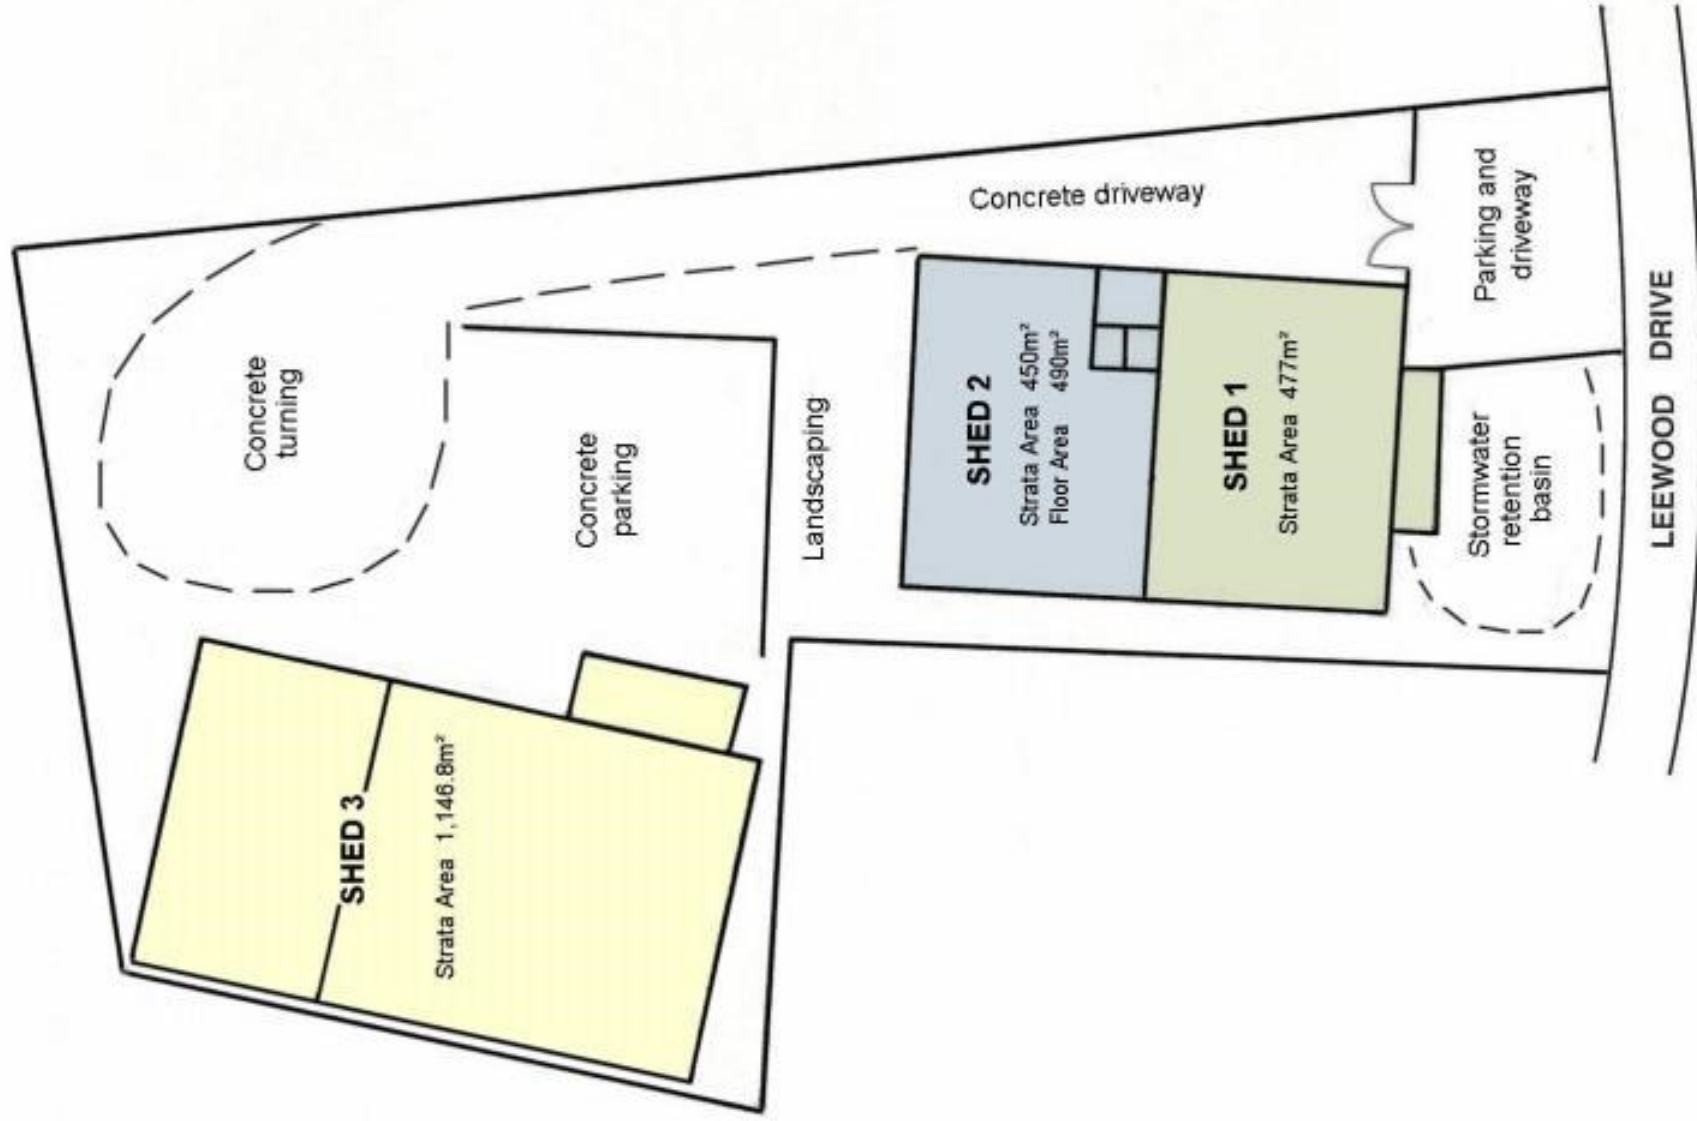 Concrete
turning
Concrete
parking
Landscaping
Concrete driveway
Parking and
driveway
Stormwater
retention
basin
LEEWOOD DRIVE
SHED 1
Strata Area 477m²
SHED 2
Strata Area 450m²
Floor Area 490m²
SHED 3
Strata Area 1,146.8m²